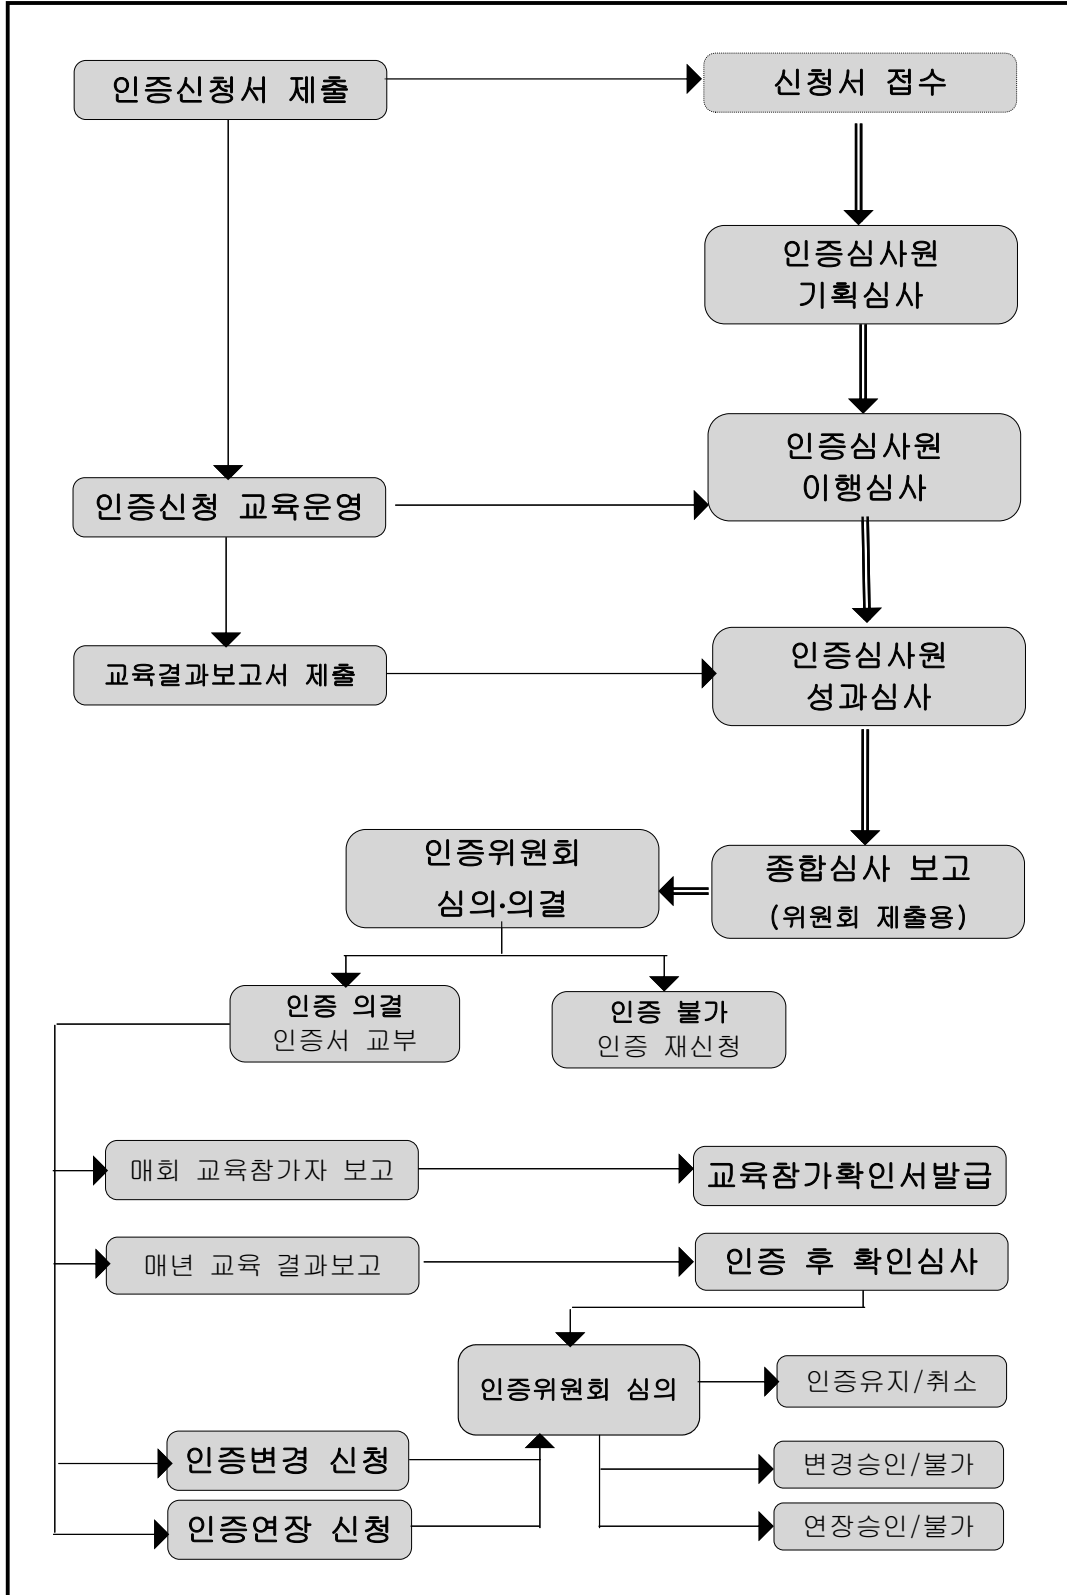 인증신청서 제출
신청서 접수
인증심사원
기획심사
인증심사원
이행심사
인증신청 교육운영
인증심사원
성과심사
교육결과보고서 제출
인증위원회
심의·의결
종합심사 보고
(위원회 제출용)
인증 의결
인증서 교부
인증 불가
인증 재신청
매회 교육참가자 보고
교육참가확인서발급
매년 교육 결과보고
인증 후 확인심사
인증위원회 심의
인증유지/취소
인증변경 신청
변경승인/불가
인증연장 신청
연장승인/불가